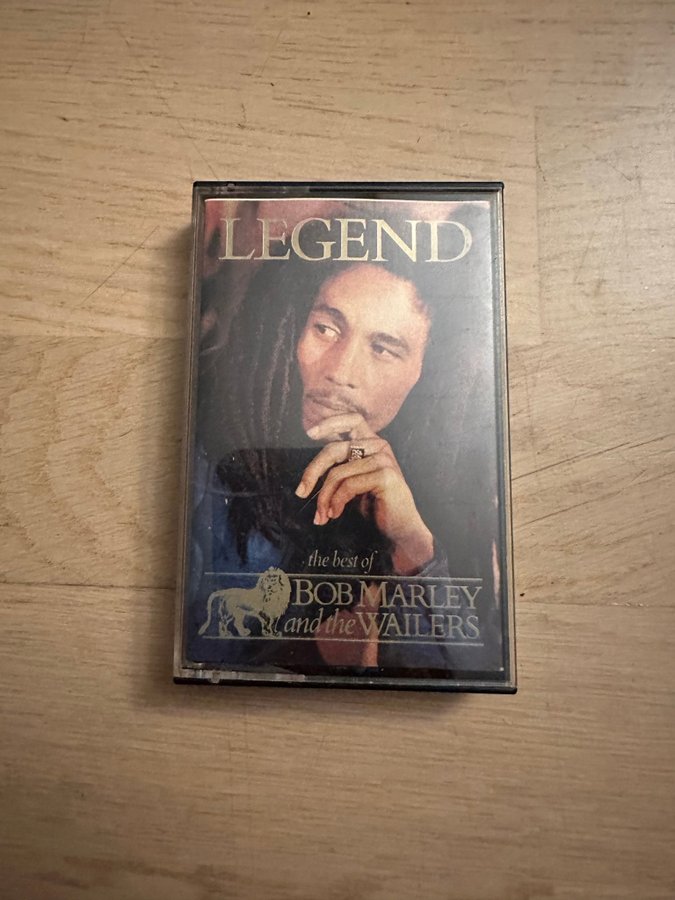 LEGEND
the best of
BOB MARLEY
and the WAILERS